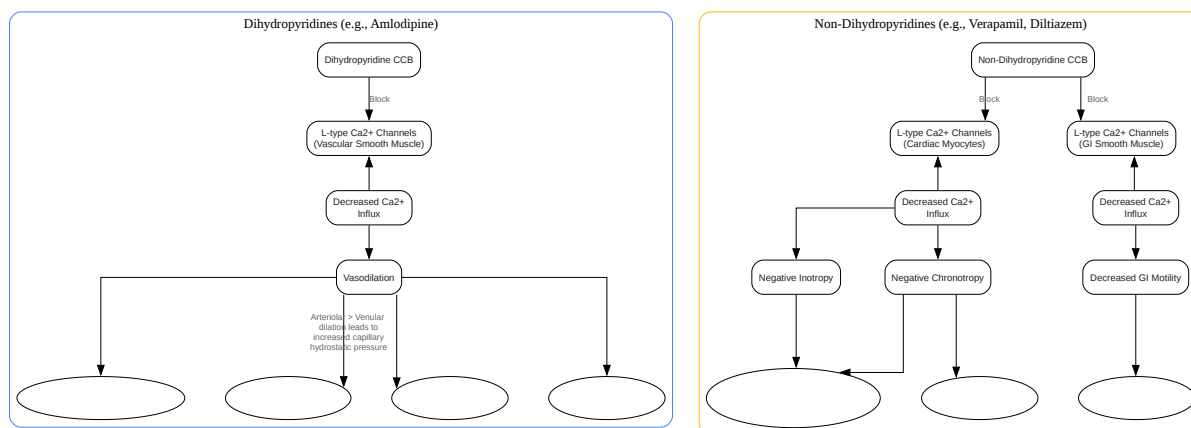 Dihydropyridines (e.g., Amlodipine)
Dihydropyridine CCB
Block
L-type Ca2+ Channels
(Vascular Smooth Muscle)
Decreased Ca2+
Influx
Vasodilation
Arteriolar > Venular
dilation leads to
increased capillary
hydrostatic pressure
Non-Dihydropyridines (e.g., Verapamil, Diltiazem)
Non-Dihydropyridine CCB
Block
Block
L-type Ca2+ Channels
(Cardiac Myocytes)
L-type Ca2+ Channels
(GI Smooth Muscle)
Decreased Ca2+
Influx
Decreased Ca2+
Influx
Negative Inotropy
Negative Chronotropy
Decreased GI Motility